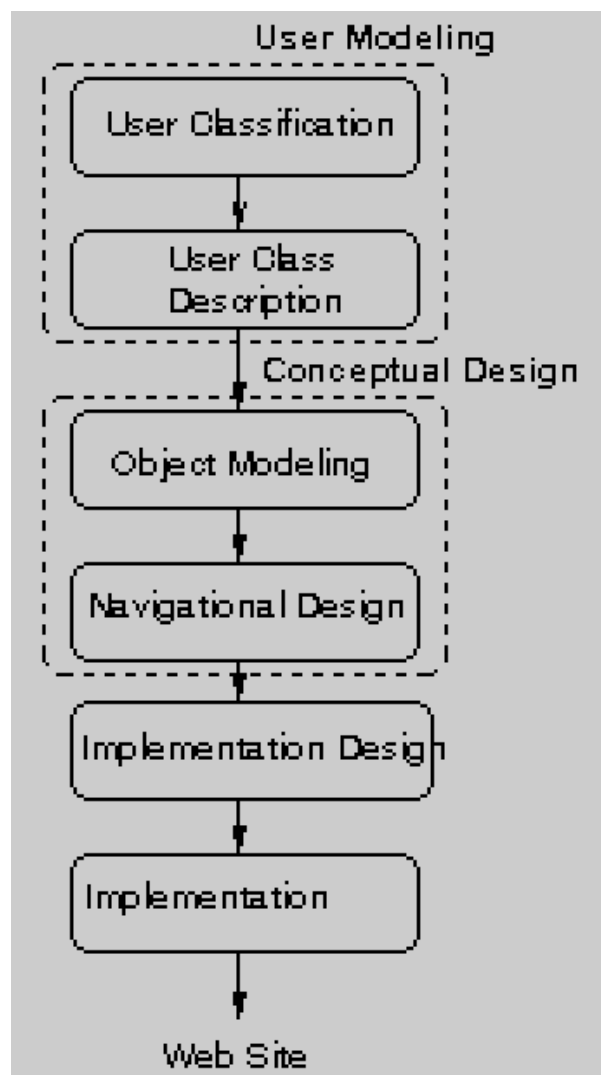 User Modeling
User Classification
User Class
Description
Conceptual Design
Object Modeling
Navigational Design
Implementation Design
Implementation
Web Site